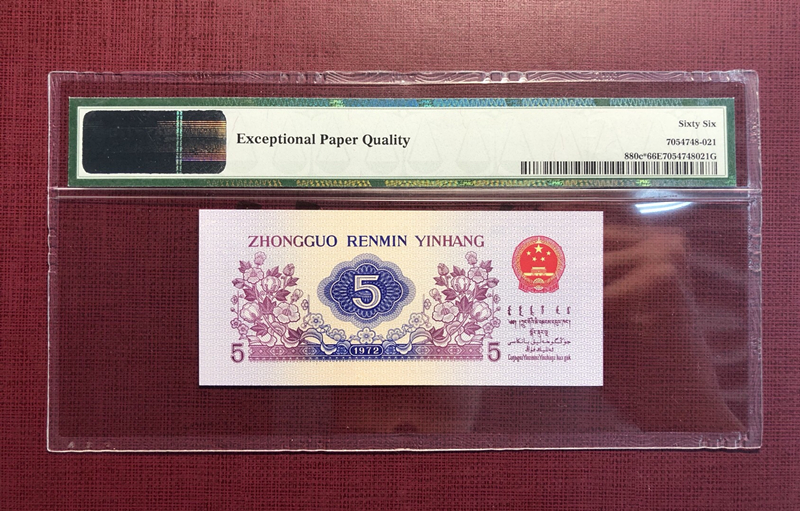 Exceptional Paper Quality
Sixty Six
7054748-021
880c*66E7054748021G
ZHONGGUO RENMIN YINHANG
5
5
1972
5